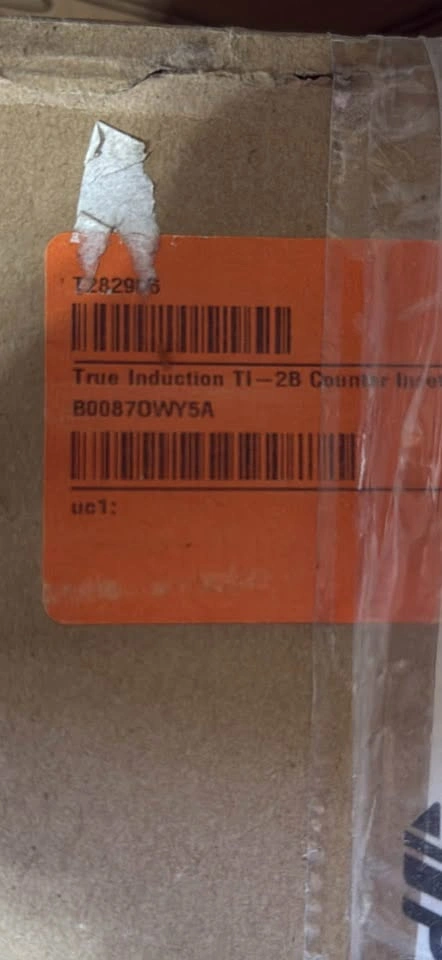 True Induction TI-2B Counter
B0087OWY5A
uc1: